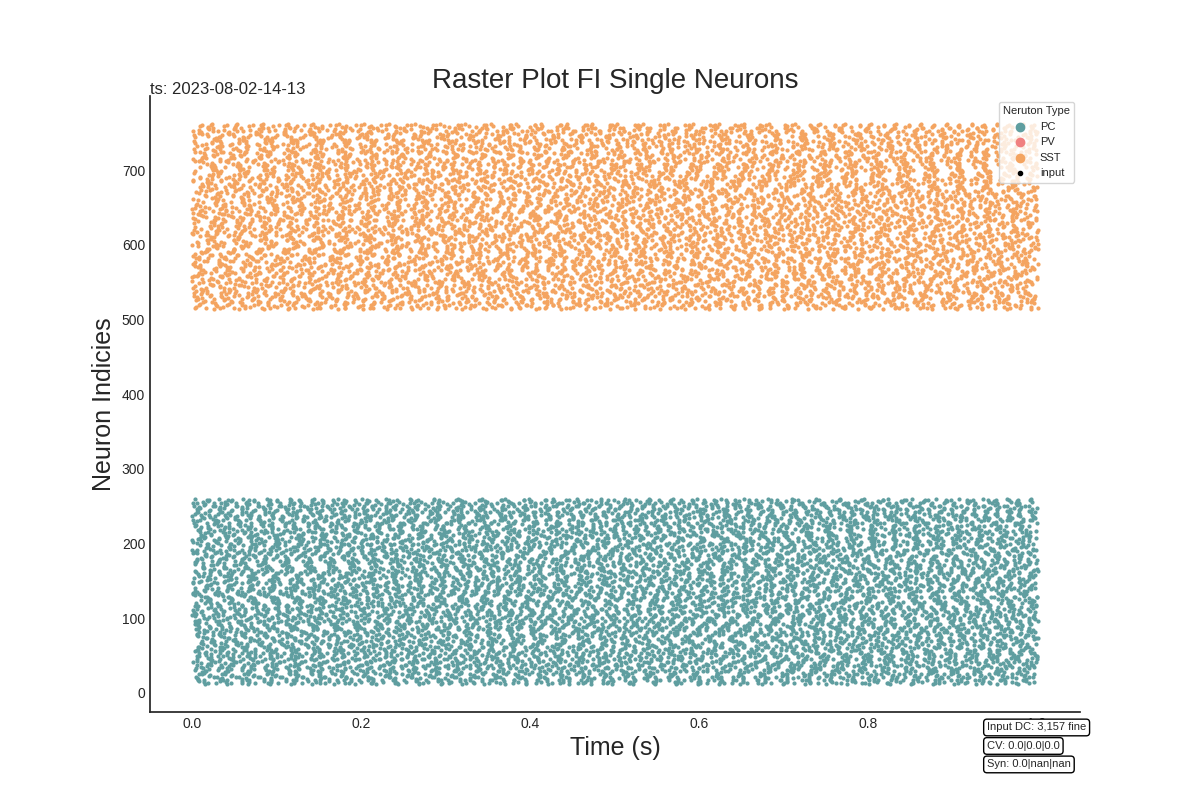 Raster Plot FI Single Neurons
ts: 2023-08-02-14-13
Neruton Type
PC
PV
SST
input
Neuron Indicies
700
600
500
400
300
200
100
0
0.0
0.2
0.4
0.6
0.8
Time (s)
Input DC: 3,157 fine
CV: 0.0|0.0|0.0
Syn: 0.0|nan|nan